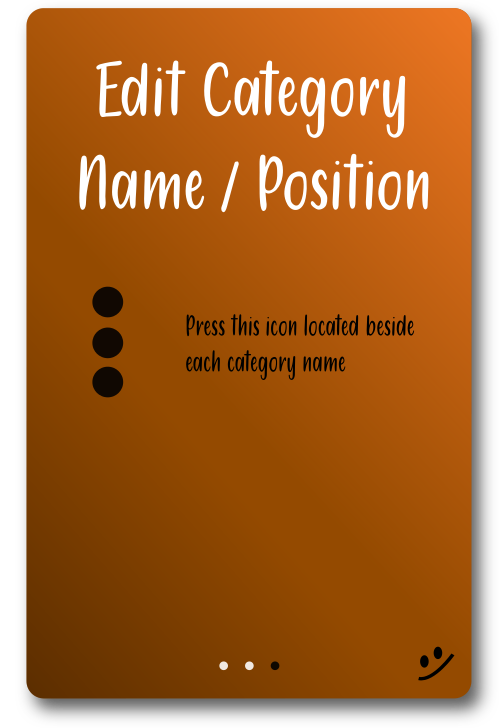 Edit Category
Name / Position
Press this icon located beside
each category name